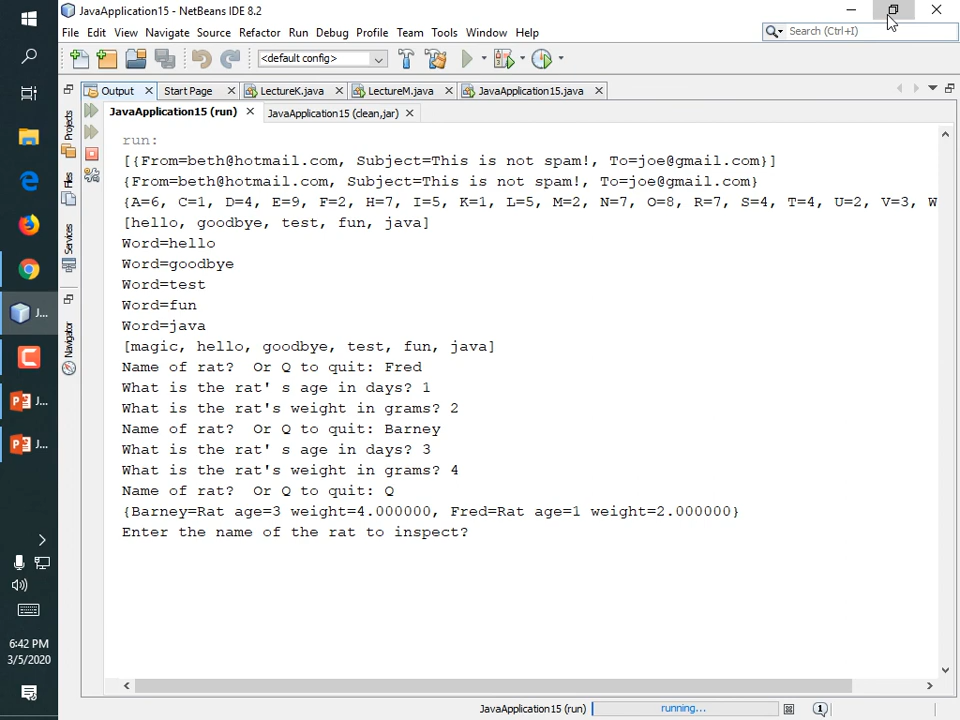 JavaApplication15 - NetBeans IDE 8.2
File Edit View Navigate Source Refactor Run Debug Profile Team Tools Window Help
Search (Ctrl+I)
<default config>
Output
Start Page
LectureK.java
LectureM.java
JavaApplication15.java
JavaApplication15 (run)
JavaApplication15 (clean,jar)
Projects
Files
Services
Navigator
run:
[{From=beth@hotmail.com, Subject=This is not spam!, To=joe@gmail.com}]
{From=beth@hotmail.com, Subject=This is not spam!, To=joe@gmail.com}
{A=6, C=1, D=4, E=9, F=2, H=7, I=5, K=1, L=5, M=2, N=7, O=8, R=7, S=4, T=4, U=2, V=3, W
[hello, goodbye, test, fun, java]
Word=hello
Word=goodbye
Word=test
Word=fun
Word=java
[magic, hello, goodbye, test, fun, java]
Name of rat?  Or Q to quit: Fred
What is the rat' s age in days? 1
What is the rat's weight in grams? 2
Name of rat?  Or Q to quit: Barney
What is the rat' s age in days? 3
What is the rat's weight in grams? 4
Name of rat?  Or Q to quit: Q
{Barney=Rat age=3 weight=4.000000, Fred=Rat age=1 weight=2.000000}
Enter the name of the rat to inspect?
J...
J...
J...
6:42 PM
3/5/2020
JavaApplication15 (run)
running...
1